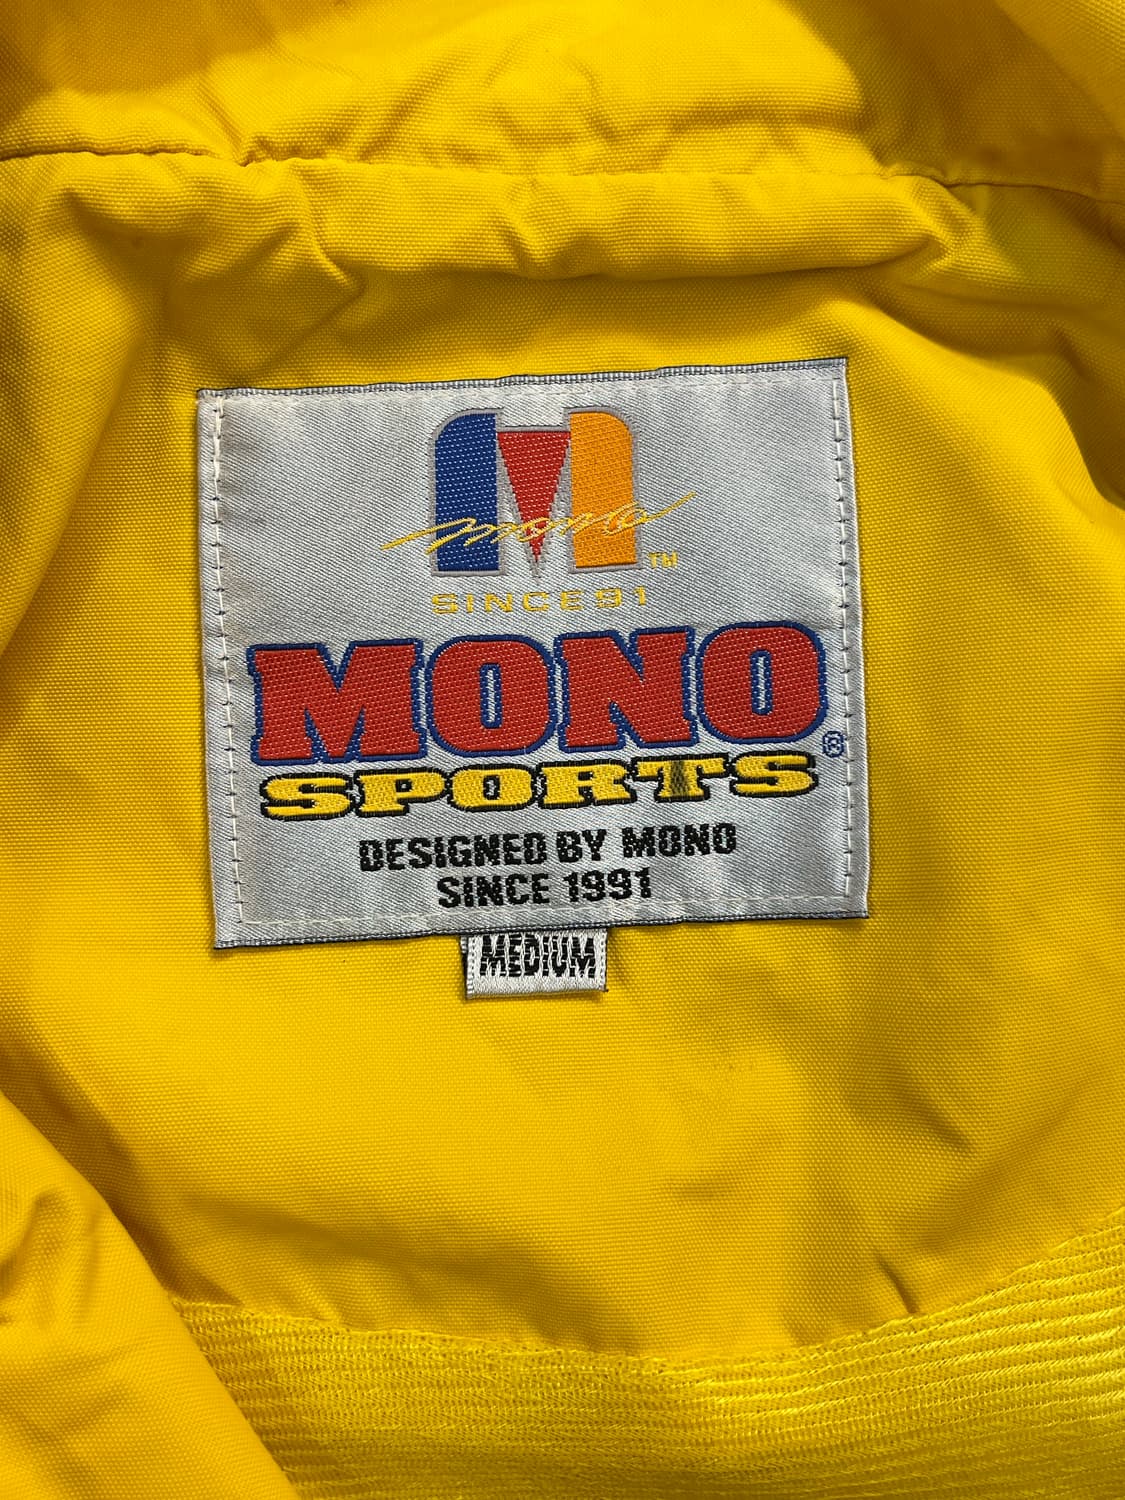 mono
TM
SINCE 91
MONO
SPORTS®
DESIGNED BY MONO
SINCE 1991
MEDIUM